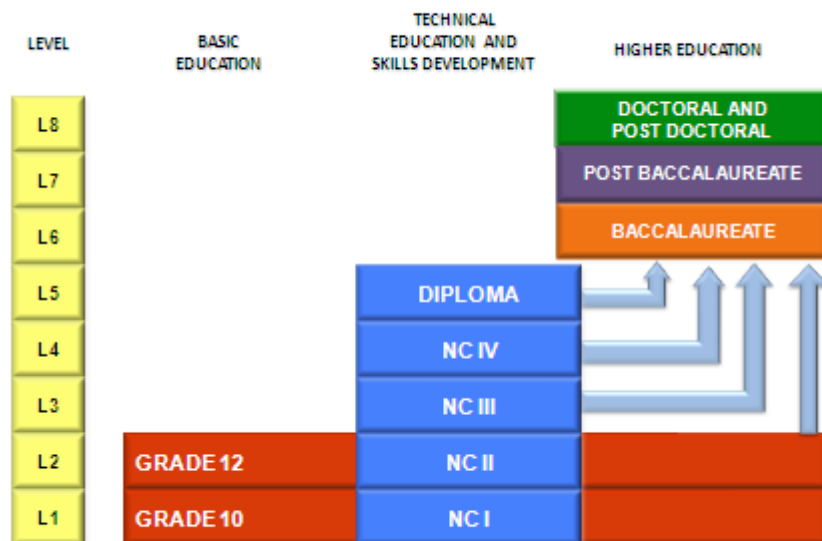 LEVEL
BASIC
EDUCATION
TECHNICAL
EDUCATION AND
SKILLS DEVELOPMENT
HIGHER EDUCATION
L8
DOCTORAL AND
POST DOCTORAL
L7
POST BACCALAUREATE
L6
BACCALAUREATE
L5
DIPLOMA
L4
NC IV
L3
NC III
L2
GRADE 12
NC II
L1
GRADE 10
NC I